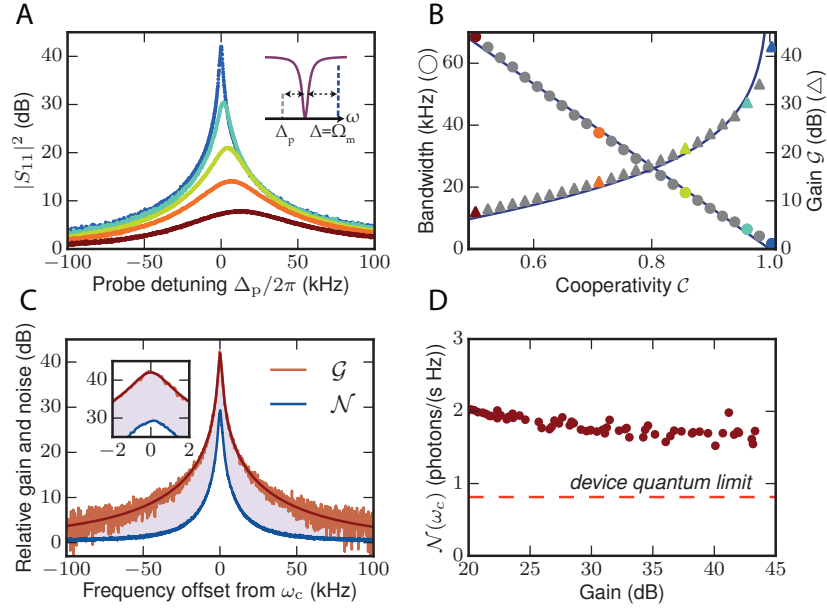 A
|S₁₁|² (dB)
50
40
30
20
10
0
−100
−50
0
50
100
Probe detuning Δₚ/2π (kHz)
ω
Δₚ
Δ=Ωₘ
B
Bandwidth (kHz) (◯)
60
40
20
0
0.6
0.8
1.0
Cooperativity 𝒞
40
30
20
10
0
Gain 𝒢 (dB) (△)
C
Relative gain and noise (dB)
50
40
30
20
10
0
−100
−50
0
50
100
Frequency offset from ω_c (kHz)
40
30
−2
0
2
𝒢
𝒩
D
𝒩(ω_c) (photons/(s Hz))
3
2
1
0
device quantum limit
20
25
30
35
40
45
Gain (dB)